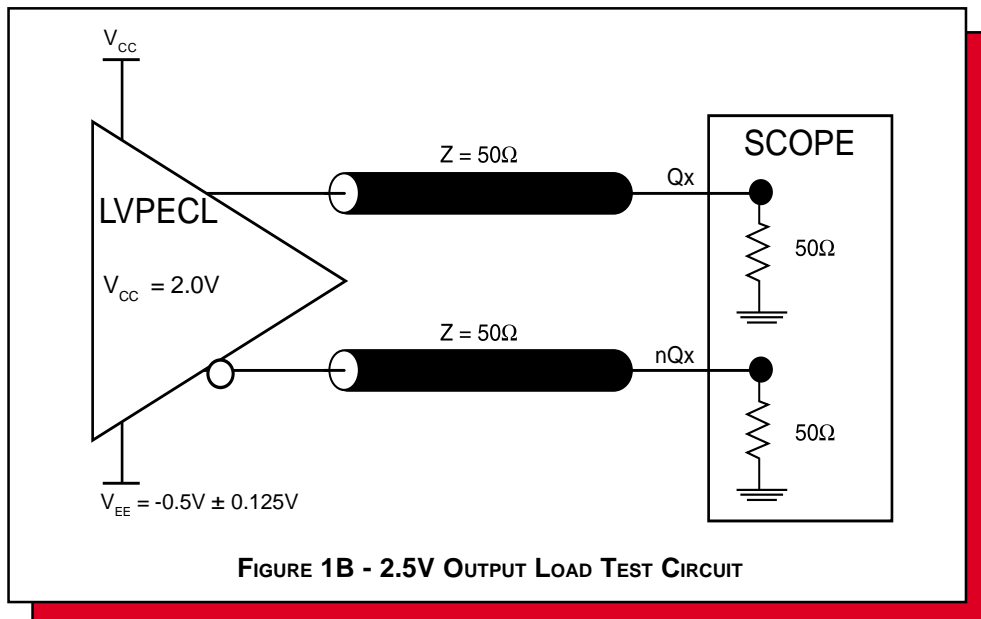 VCC
SCOPE
Z = 50Ω
Qx
LVPECL
50Ω
VCC = 2.0V
Z = 50Ω
nQx
50Ω
VEE = -0.5V ± 0.125V
FIGURE 1B - 2.5V OUTPUT LOAD TEST CIRCUIT